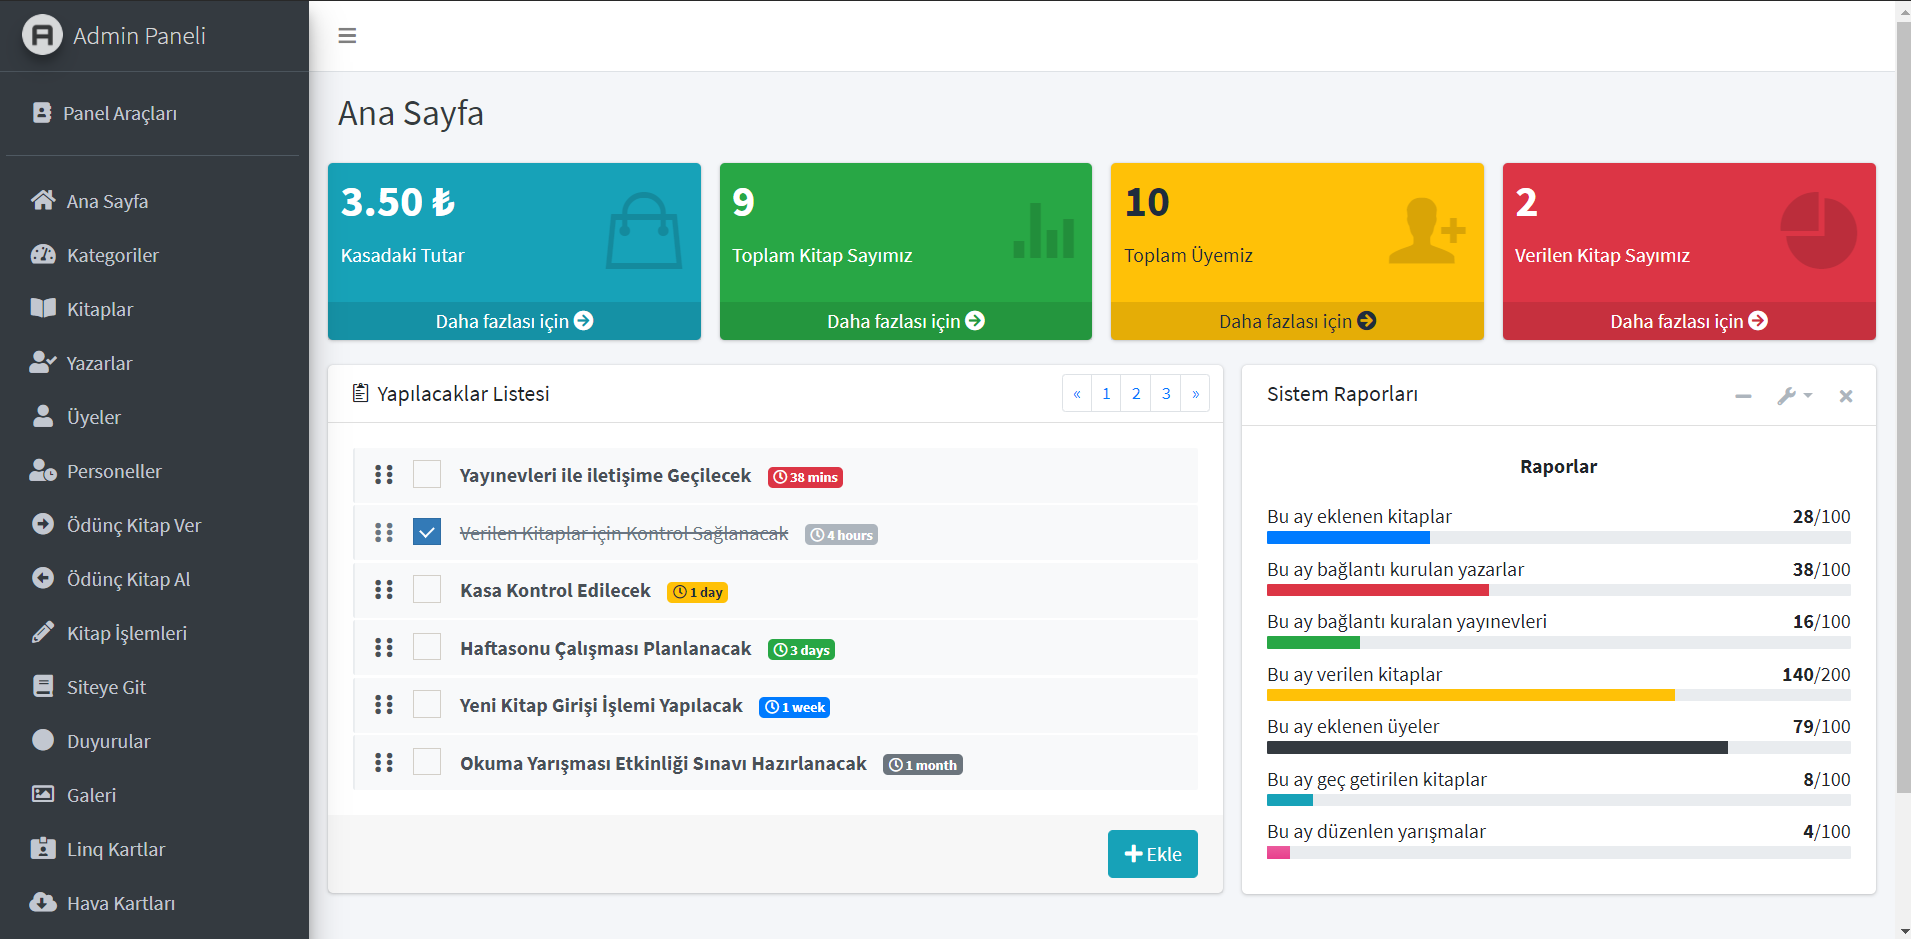 Admin Paneli
Panel Araçları
Ana Sayfa
Kategoriler
Kitaplar
Yazarlar
Üyeler
Personeller
Ödünç Kitap Ver
Ödünç Kitap Al
Kitap İşlemleri
Siteye Git
Duyurular
Galeri
Linq Kartlar
Hava Kartları
Ana Sayfa
3.50 ₺
Kasadaki Tutar
Daha fazlası için
9
Toplam Kitap Sayımız
Daha fazlası için
10
Toplam Üyemiz
Daha fazlası için
2
Verilen Kitap Sayımız
Daha fazlası için
Yapılacaklar Listesi
« 1 2 3 »
Yayınevleri ile iletişime Geçilecek 38 mins
Verilen Kitaplar için Kontrol Sağlanacak 4 hours
Kasa Kontrol Edilecek 1 day
Haftasonu Çalışması Planlanacak 3 days
Yeni Kitap Girişi İşlemi Yapılacak 1 week
Okuma Yarışması Etkinliği Sınavı Hazırlanacak 1 month
Ekle
Sistem Raporları
Raporlar
Bu ay eklenen kitaplar 28/100
Bu ay bağlantı kurulan yazarlar 38/100
Bu ay bağlantı kuralan yayınevleri 16/100
Bu ay verilen kitaplar 140/200
Bu ay eklenen üyeler 79/100
Bu ay geç getirilen kitaplar 8/100
Bu ay düzenlen yarışmalar 4/100